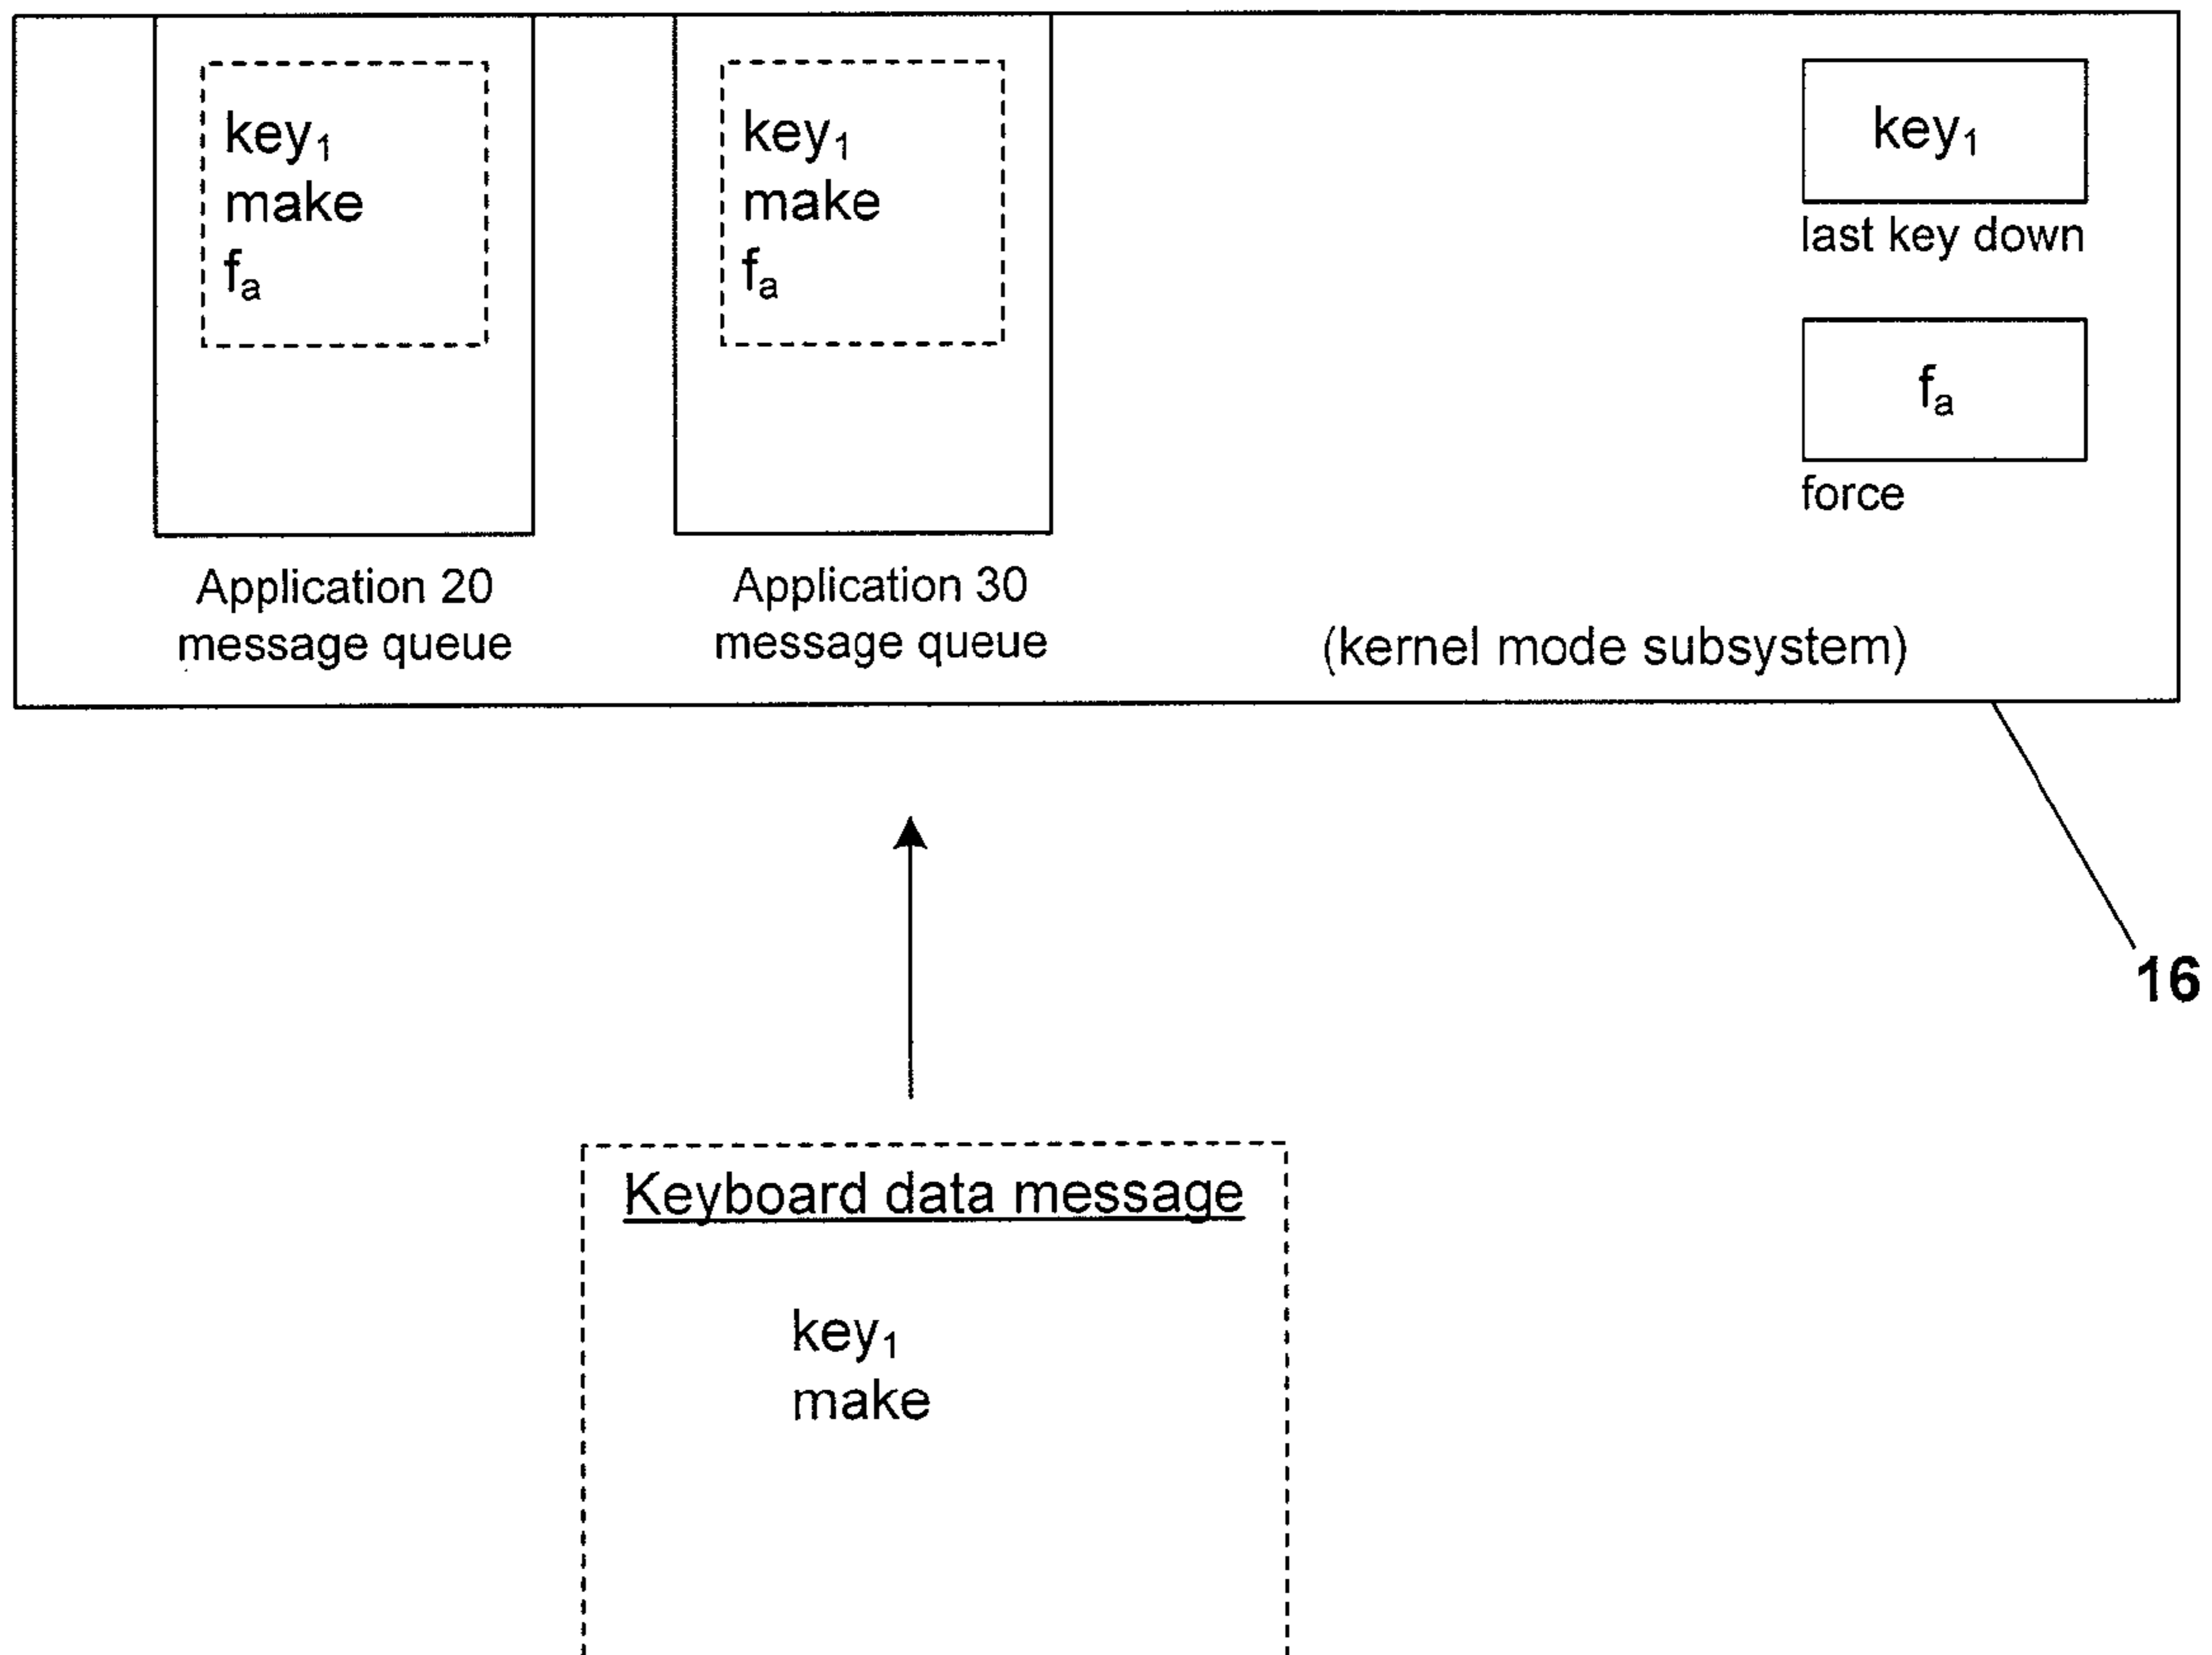 key₁
make
fₐ
key₁
make
fₐ
key₁
last key down
fₐ
force
Application 20
message queue
Application 30
message queue
(kernel mode subsystem)
16
Keyboard data message
key₁
make